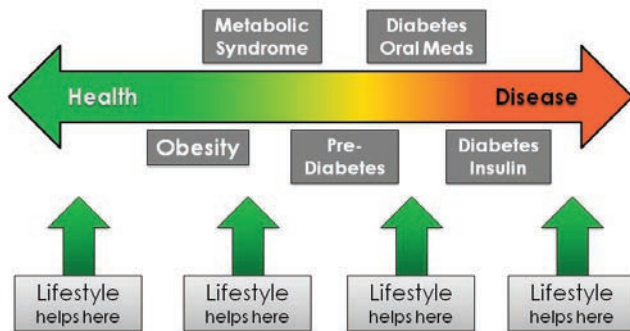 Metabolic
Syndrome
Diabetes
Oral Meds
Health
Disease
Obesity
Pre-
Diabetes
Diabetes
Insulin
Lifestyle
helps here
Lifestyle
helps here
Lifestyle
helps here
Lifestyle
helps here